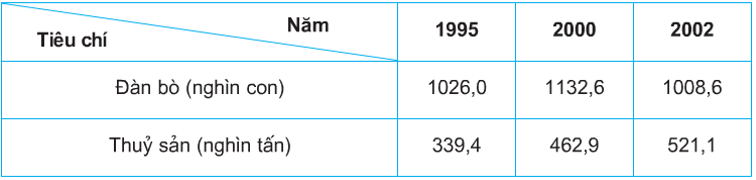 Năm
Tiêu chí
1995 2000 2002
Đàn bò (nghìn con) 1026,0 1132,6 1008,6
Thuỷ sản (nghìn tấn) 339,4 462,9 521,1